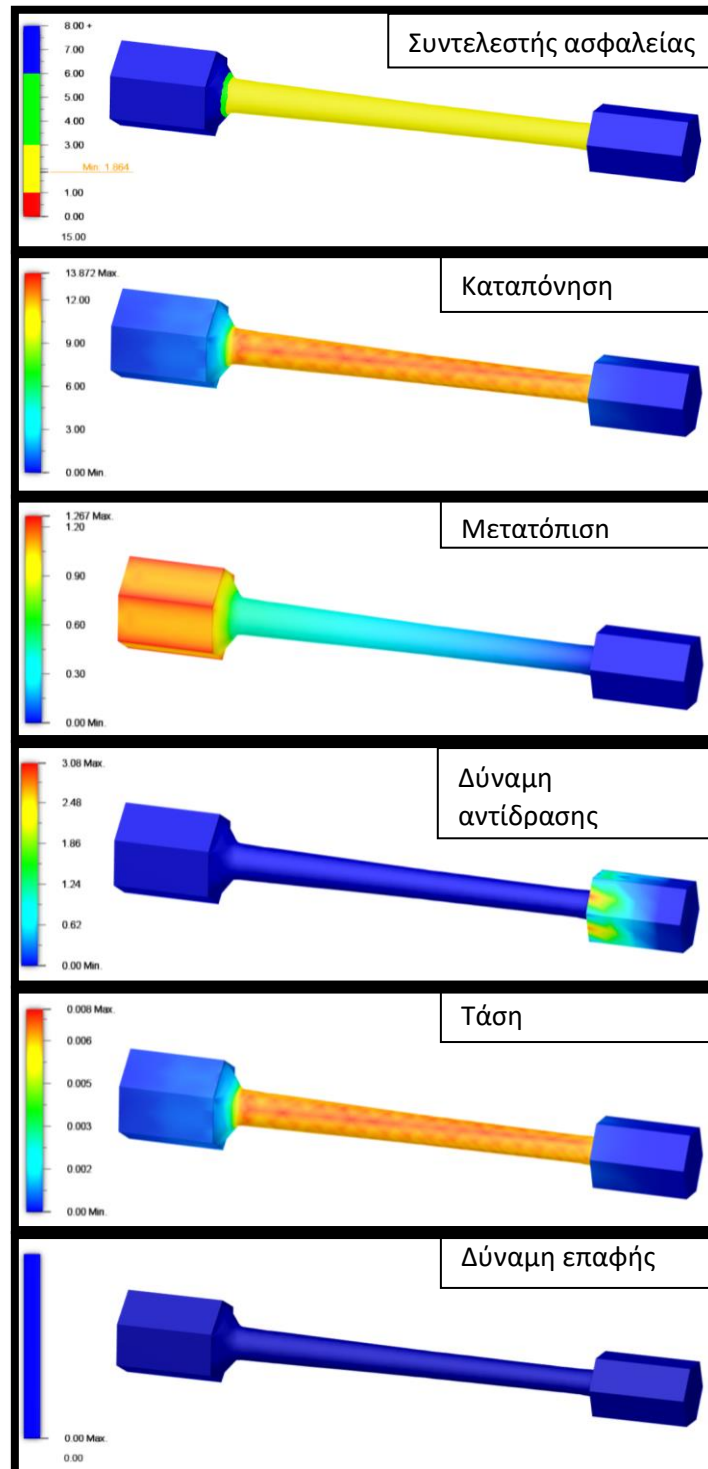 Συντελεστής ασφαλείας
8.00 +
7.00
6.00
5.00
4.00
3.00
Min: 1.864
1.00
0.00
15.00
Καταπόνηση
13.872 Max.
12.00
9.00
6.00
3.00
0.00 Min.
Μετατόπιση
1.267 Max.
1.20
0.90
0.60
0.30
0.00 Min.
Δύναμη
αντίδρασης
3.08 Max.
2.48
1.86
1.24
0.62
0.00 Min.
Τάση
0.008 Max.
0.006
0.005
0.003
0.002
0.00 Min.
Δύναμη επαφής
0.00 Max.
0.00